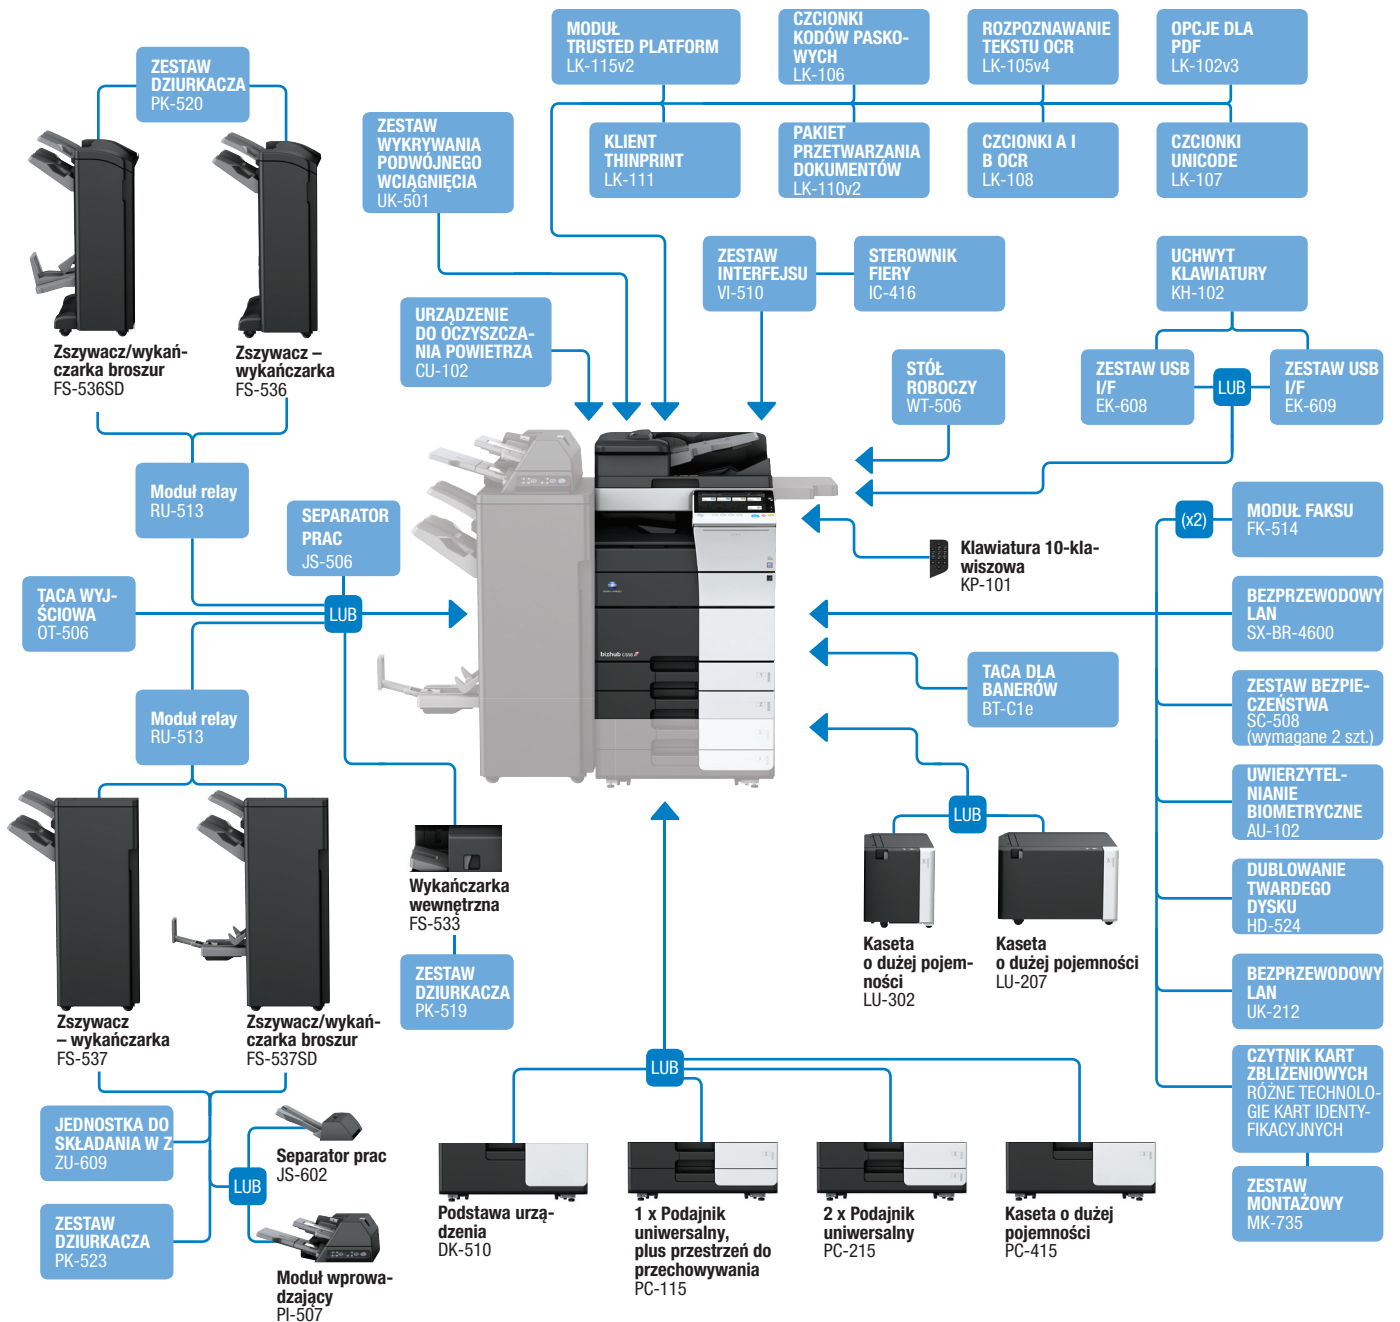 MODUŁ
TRUSTED PLATFORM
LK-115v2
CZCIONKI
KODÓW PASKO-
WYCH
LK-106
ROZPOZNAWANIE
TEKSTU OCR
LK-105v4
OPCJE DLA
PDF
LK-102v3
ZESTAW
DZIURKACZA
PK-520
ZESTAW
WYKRYWANIA
PODWÓJNEGO
WCIĄGNIĘCIA
UK-501
KLIENT
THINPRINT
LK-111
PAKIET
PRZETWARZANIA
DOKUMENTÓW
LK-110v2
CZCIONKI A I
B OCR
LK-108
CZCIONKI
UNICODE
LK-107
ZESTAW
INTERFEJSU
VI-510
STEROWNIK
FIERY
IC-416
UCHWYT
KLAWIATURY
KH-102
URZĄDZENIE
DO OCZYSZCZA-
NIA POWIETRZA
CU-102
Zszywacz/wykań-
czarka broszur
FS-536SD
Zszywacz –
wykańczarka
FS-536
STÓŁ
ROBOCZY
WT-506
ZESTAW USB
I/F
EK-608
LUB
ZESTAW USB
I/F
EK-609
Moduł relay
RU-513
SEPARATOR
PRAC
JS-506
(x2)
MODUŁ FAKSU
FK-514
Klawiatura 10-kla-
wiszowa
KP-101
TACA WYJ-
ŚCIOWA
OT-506
LUB
BEZPRZEWODOWY
LAN
SX-BR-4600
bizhub C368
TACA DLA
BANERÓW
BT-C1e
ZESTAW BEZPIE-
CZEŃSTWA
SC-508
(wymagane 2 szt.)
Moduł relay
RU-513
UWIERZYTEL-
NIANIE
BIOMETRYCZNE
AU-102
LUB
Wykańczarka
wewnętrzna
FS-533
DUBLOWANIE
TWARDEGO
DYSKU
HD-524
Kaseta
o dużej pojem-
ności
LU-302
Kaseta
o dużej pojemności
LU-207
ZESTAW
DZIURKACZA
PK-519
BEZPRZEWODOWY
LAN
UK-212
Zszywacz
– wykańczarka
FS-537
Zszywacz/wykań-
czarka broszur
FS-537SD
LUB
CZYTNIK KART
ZBLIŻENIOWYCH
RÓŻNE TECHNOLO-
GIE KART IDENTY-
FIKACYJNYCH
JEDNOSTKA DO
SKŁADANIA W Z
ZU-609
Separator prac
JS-602
LUB
ZESTAW
DZIURKACZA
PK-523
Moduł wprowa-
dzający
PI-507
Podstawa urzą-
dzenia
DK-510
1 x Podajnik
uniwersalny,
plus przestrzeń do
przechowywania
PC-115
2 x Podajnik
uniwersalny
PC-215
Kaseta o dużej
pojemności
PC-415
ZESTAW
MONTAŻOWY
MK-735